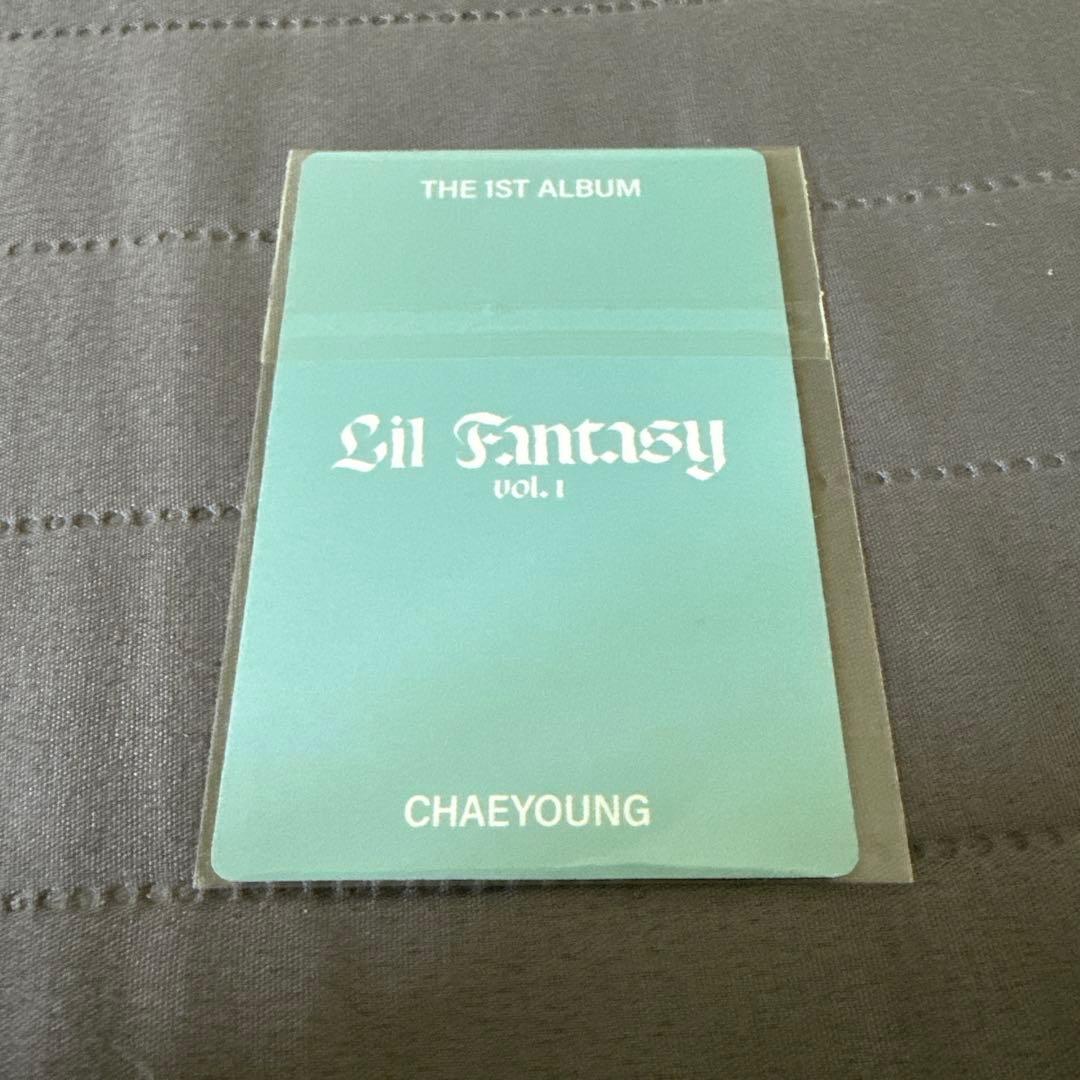 THE 1ST ALBUM
Lil Fantasy
vol. 1
CHAEYOUNG